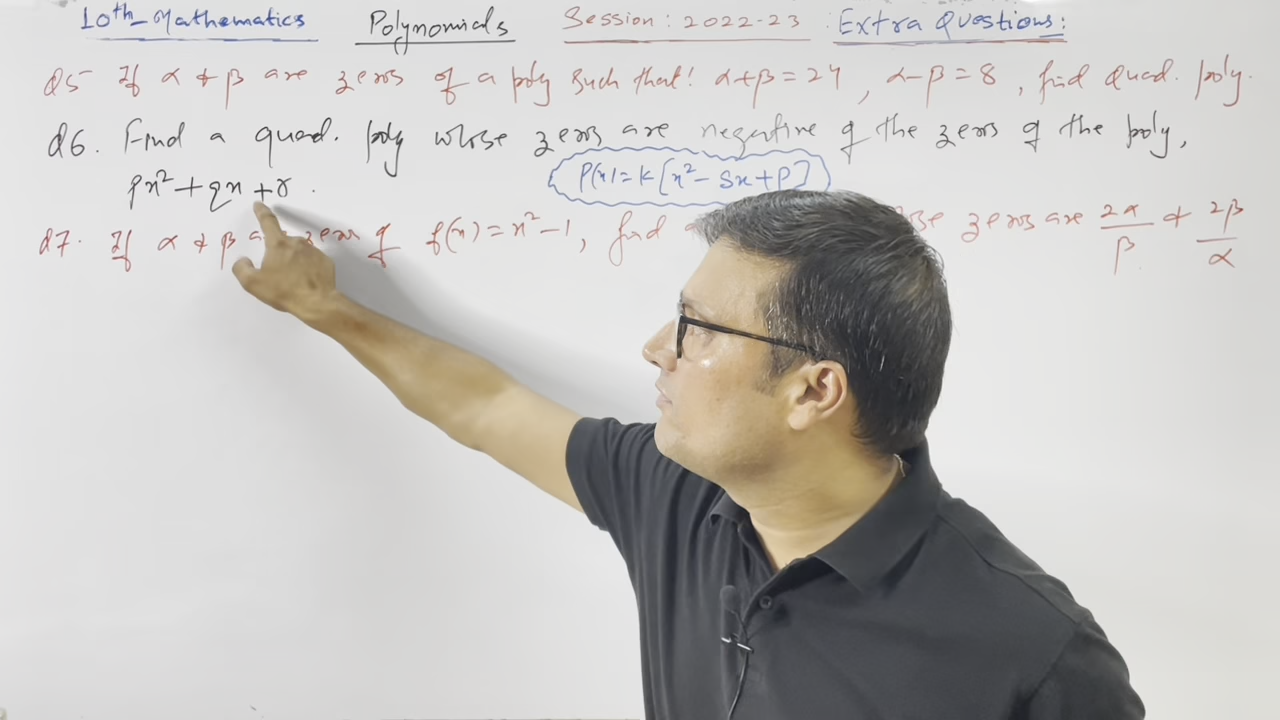 10th Mathematics Polynomials Session: 2022-23 Extra Questions:
Q5 If α & β are zeros of a poly such that! α+β=24, α-β=8, find Quad. poly.
Q6. Find a quad. poly whose zeros are negative of the zeros of the poly,
px²+qx+r.
P(x)=K[x²-Sx+P]
Q7. If α & β zeros of f(x)=x²-1, find zeros are 2α/β & 2β/α